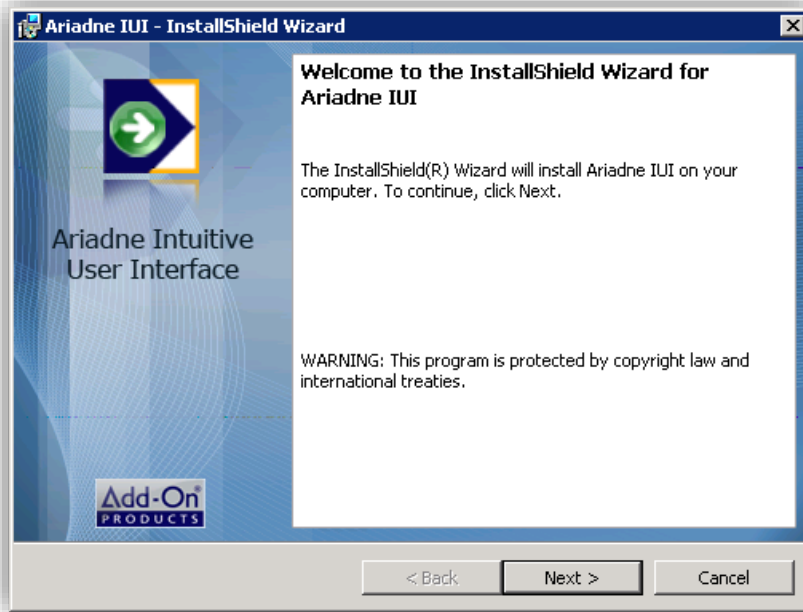 Ariadne IUI - InstallShield Wizard
Welcome to the InstallShield Wizard for
Ariadne IUI
The InstallShield(R) Wizard will install Ariadne IUI on your
computer. To continue, click Next.
Ariadne Intuitive
User Interface
WARNING: This program is protected by copyright law and
international treaties.
Add-On®
PRODUCTS
< Back
Next >
Cancel